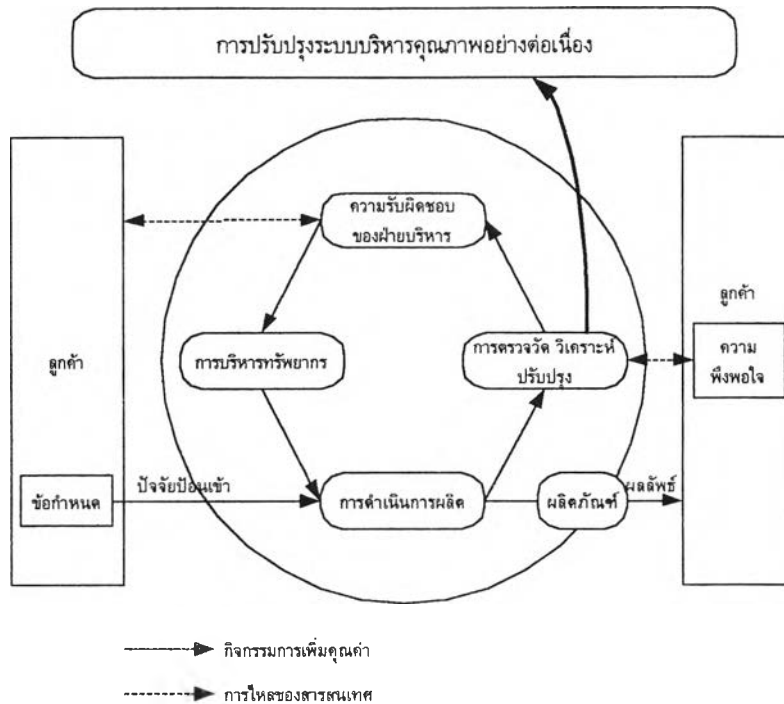 การปรับปรุงระบบบริหารคุณภาพอย่างต่อเนื่อง
ความรับผิดชอบ
ของฝ่ายบริหาร
ลูกค้า
ลูกค้า
การบริหารทรัพยากร
การตรวจวัด วิเคราะห์
ปรับปรุง
ความ
พึงพอใจ
ข้อกำหนด
ปัจจัยป้อนเข้า
การดำเนินการผลิต
ผลิตภัณฑ์
ผลลัพธ์
กิจกรรมการเพิ่มคุณค่า
การไหลของสารสนเทศ